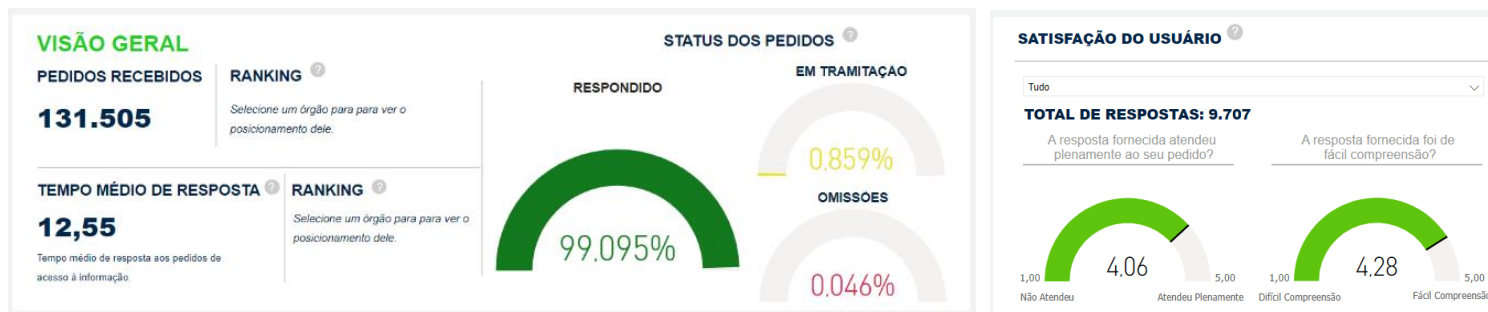 VISÃO GERAL
PEDIDOS RECEBIDOS
131.505
RANKING ?
Selecione um órgão para para ver o
posicionamento dele.
TEMPO MÉDIO DE RESPOSTA ?
12,55
Tempo médio de resposta aos pedidos de
acesso à informação.
RANKING ?
Selecione um órgão para para ver o
posicionamento dele.
STATUS DOS PEDIDOS ?
RESPONDIDO
99,095%
EM TRAMITAÇÃO
0,859%
OMISSÕES
0,046%
SATISFAÇÃO DO USUÁRIO ?
Tudo
TOTAL DE RESPOSTAS: 9.707
A resposta fornecida atendeu
plenamente ao seu pedido?
4,06
1,00
5,00
Não Atendeu
Atendeu Plenamente
A resposta fornecida foi de
fácil compreensão?
4,28
1,00
5,00
Difícil Compreensão
Fácil Compreensão